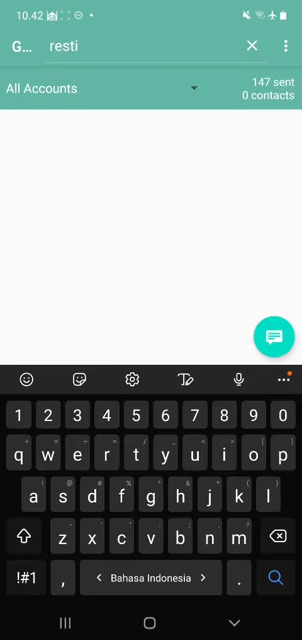 10.42
G... resti
All Accounts
147 sent
0 contacts
1 2 3 4 5 6 7 8 9 0
q w e r t y u i o p
a s d f g h j k l
z x c v b n m
!#1 , < Bahasa Indonesia > .